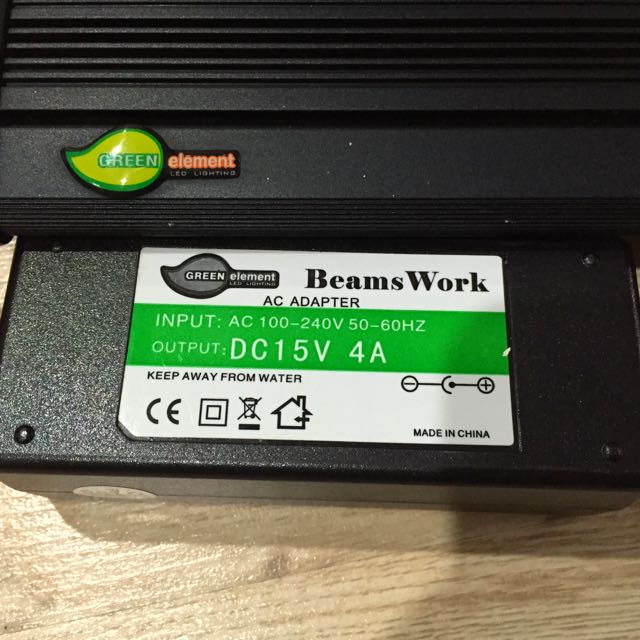 GREEN element
LED LIGHTING
GREEN element
LED LIGHTING
BeamsWork
AC ADAPTER
INPUT: AC 100-240V 50-60HZ
OUTPUT: DC15V 4A
KEEP AWAY FROM WATER
CE
MADE IN CHINA